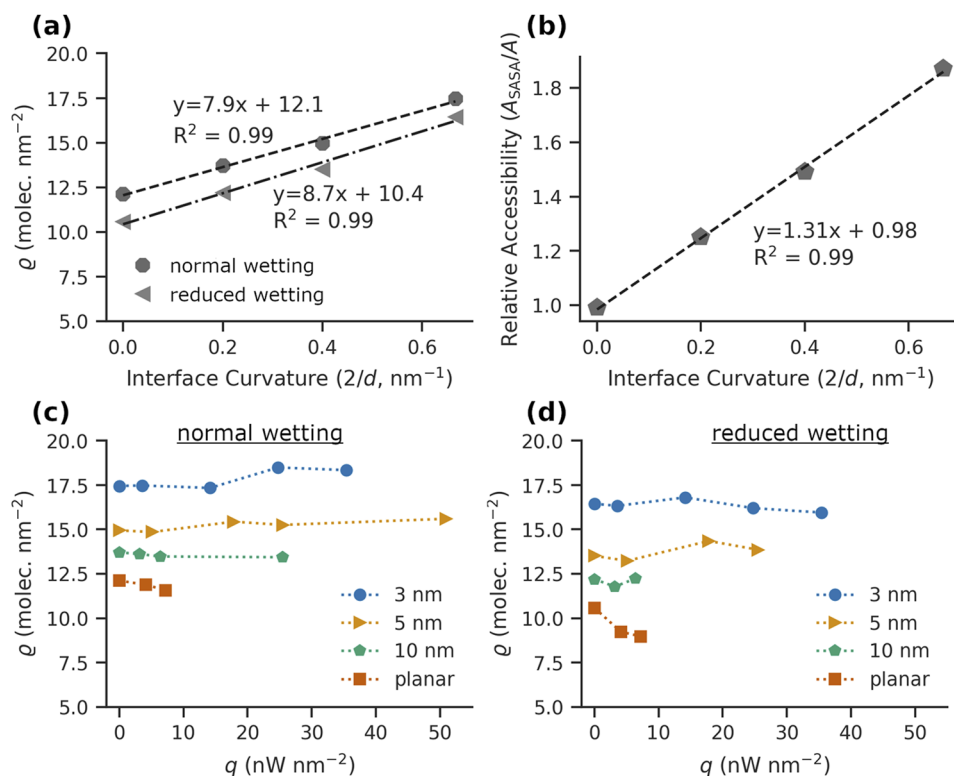 (a)
20.0
17.5
15.0
12.5
10.0
7.5
5.0
ϱ (molec. nm⁻²)
y=7.9x + 12.1
R² = 0.99
y=8.7x + 10.4
R² = 0.99
normal wetting
reduced wetting
0.0 0.2 0.4 0.6
Interface Curvature (2/d, nm⁻¹)
(b)
Relative Accessibility (A_SASA/A)
1.8
1.6
1.4
1.2
1.0
y=1.31x + 0.98
R² = 0.99
0.0 0.2 0.4 0.6
Interface Curvature (2/d, nm⁻¹)
(c)
normal wetting
20.0
17.5
15.0
12.5
10.0
7.5
5.0
ϱ (molec. nm⁻²)
3 nm
5 nm
10 nm
planar
0 10 20 30 40 50
q (nW nm⁻²)
(d)
reduced wetting
20.0
17.5
15.0
12.5
10.0
7.5
5.0
ϱ (molec. nm⁻²)
3 nm
5 nm
10 nm
planar
0 10 20 30 40 50
q (nW nm⁻²)